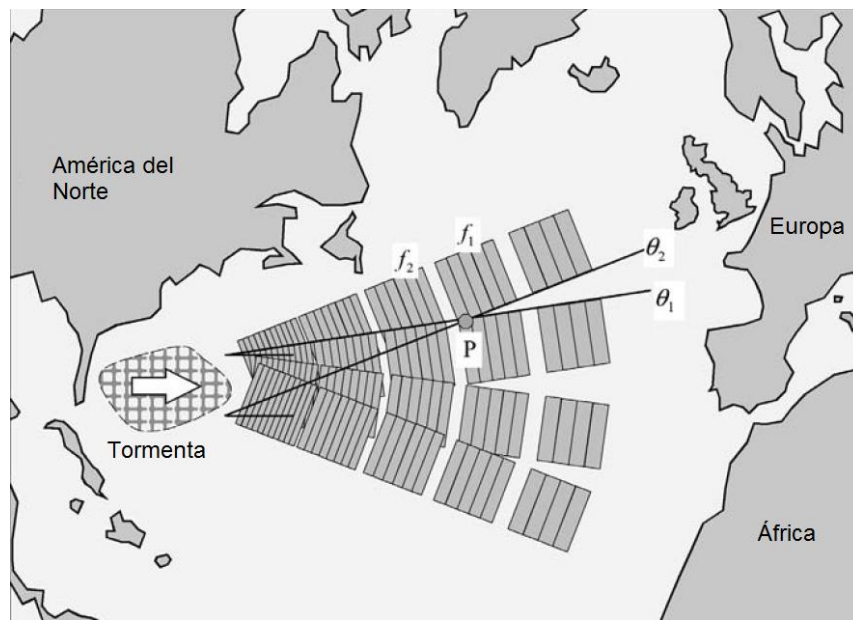 América del
Norte
Europa
f₁
f₂
θ₂
θ₁
P
Tormenta
África